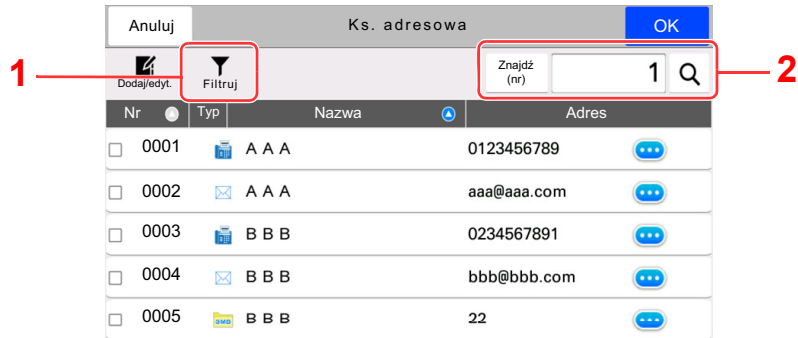 Anuluj Ks. adresowa OK
1 Dodaj/edyt. Filtruj Znajdź (nr) 1 2
Nr Typ Nazwa Adres
0001 A A A 0123456789
0002 A A A aaa@aaa.com
0003 B B B 0234567891
0004 B B B bbb@bbb.com
0005 SMB B B B 22